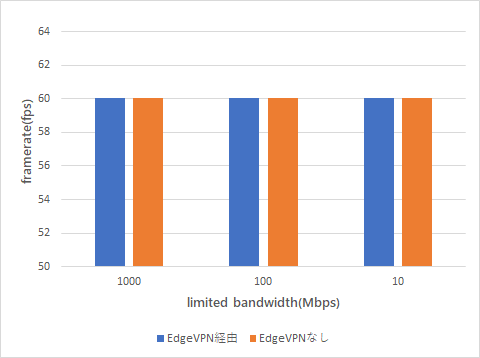 framerate(fps)
64
62
60
58
56
54
52
50
1000 100 10
limited bandwidth(Mbps)
EdgeVPN経由 EdgeVPNなし